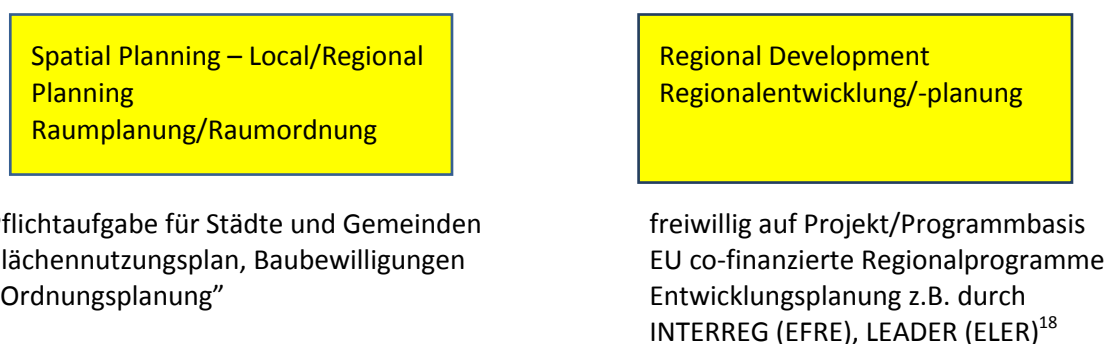 Spatial Planning – Local/Regional
Planning
Raumplanung/Raumordnung
Regional Development
Regionalentwicklung/-planung
flichtaufgabe für Städte und Gemeinden
lächennutzungsplan, Baubewilligungen
Ordnungsplanung”
freiwillig auf Projekt/Programmbasis
EU co-finanzierte Regionalprogramme
Entwicklungsplanung z.B. durch
INTERREG (EFRE), LEADER (ELER)18